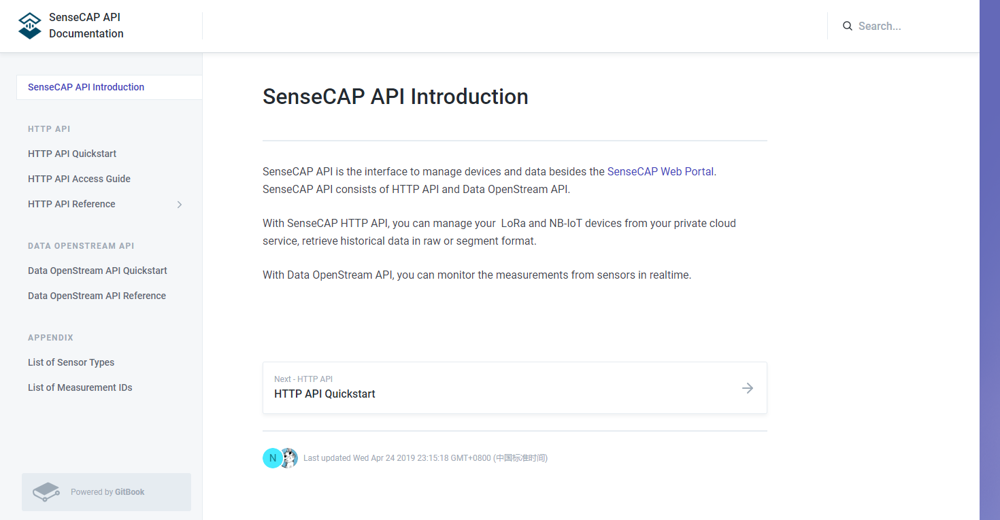 SenseCAP API
Documentation
Search...
SenseCAP API Introduction
HTTP API
HTTP API Quickstart
HTTP API Access Guide
HTTP API Reference
DATA OPENSTREAM API
Data OpenStream API Quickstart
Data OpenStream API Reference
APPENDIX
List of Sensor Types
List of Measurement IDs
Powered by GitBook
SenseCAP API Introduction
SenseCAP API is the interface to manage devices and data besides the SenseCAP Web Portal.
SenseCAP API consists of HTTP API and Data OpenStream API.
With SenseCAP HTTP API, you can manage your  LoRa and NB-IoT devices from your private cloud
service, retrieve historical data in raw or segment format.
With Data OpenStream API, you can monitor the measurements from sensors in realtime.
Next - HTTP API
HTTP API Quickstart
N
Last updated Wed Apr 24 2019 23:15:18 GMT+0800 (中国标准时间)